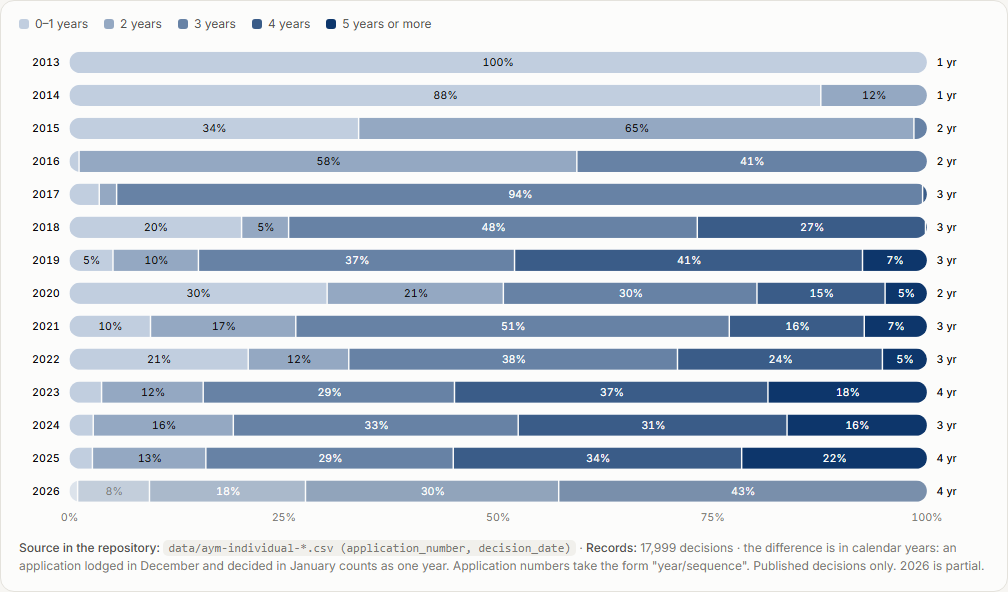 0–1 years 2 years 3 years 4 years 5 years or more
2013 100% 1 yr
2014 88% 12% 1 yr
2015 34% 65% 2 yr
2016 58% 41% 2 yr
2017 94% 3 yr
2018 20% 5% 48% 27% 3 yr
2019 5% 10% 37% 41% 7% 3 yr
2020 30% 21% 30% 15% 5% 2 yr
2021 10% 17% 51% 16% 7% 3 yr
2022 21% 12% 38% 24% 5% 3 yr
2023 12% 29% 37% 18% 4 yr
2024 16% 33% 31% 16% 3 yr
2025 13% 29% 34% 22% 4 yr
2026 8% 18% 30% 43% 4 yr
0% 25% 50% 75% 100%
Source in the repository: data/aym-individual-*.csv (application_number, decision_date) · Records: 17,999 decisions · the difference is in calendar years: an
application lodged in December and decided in January counts as one year. Application numbers take the form "year/sequence". Published decisions only. 2026 is partial.